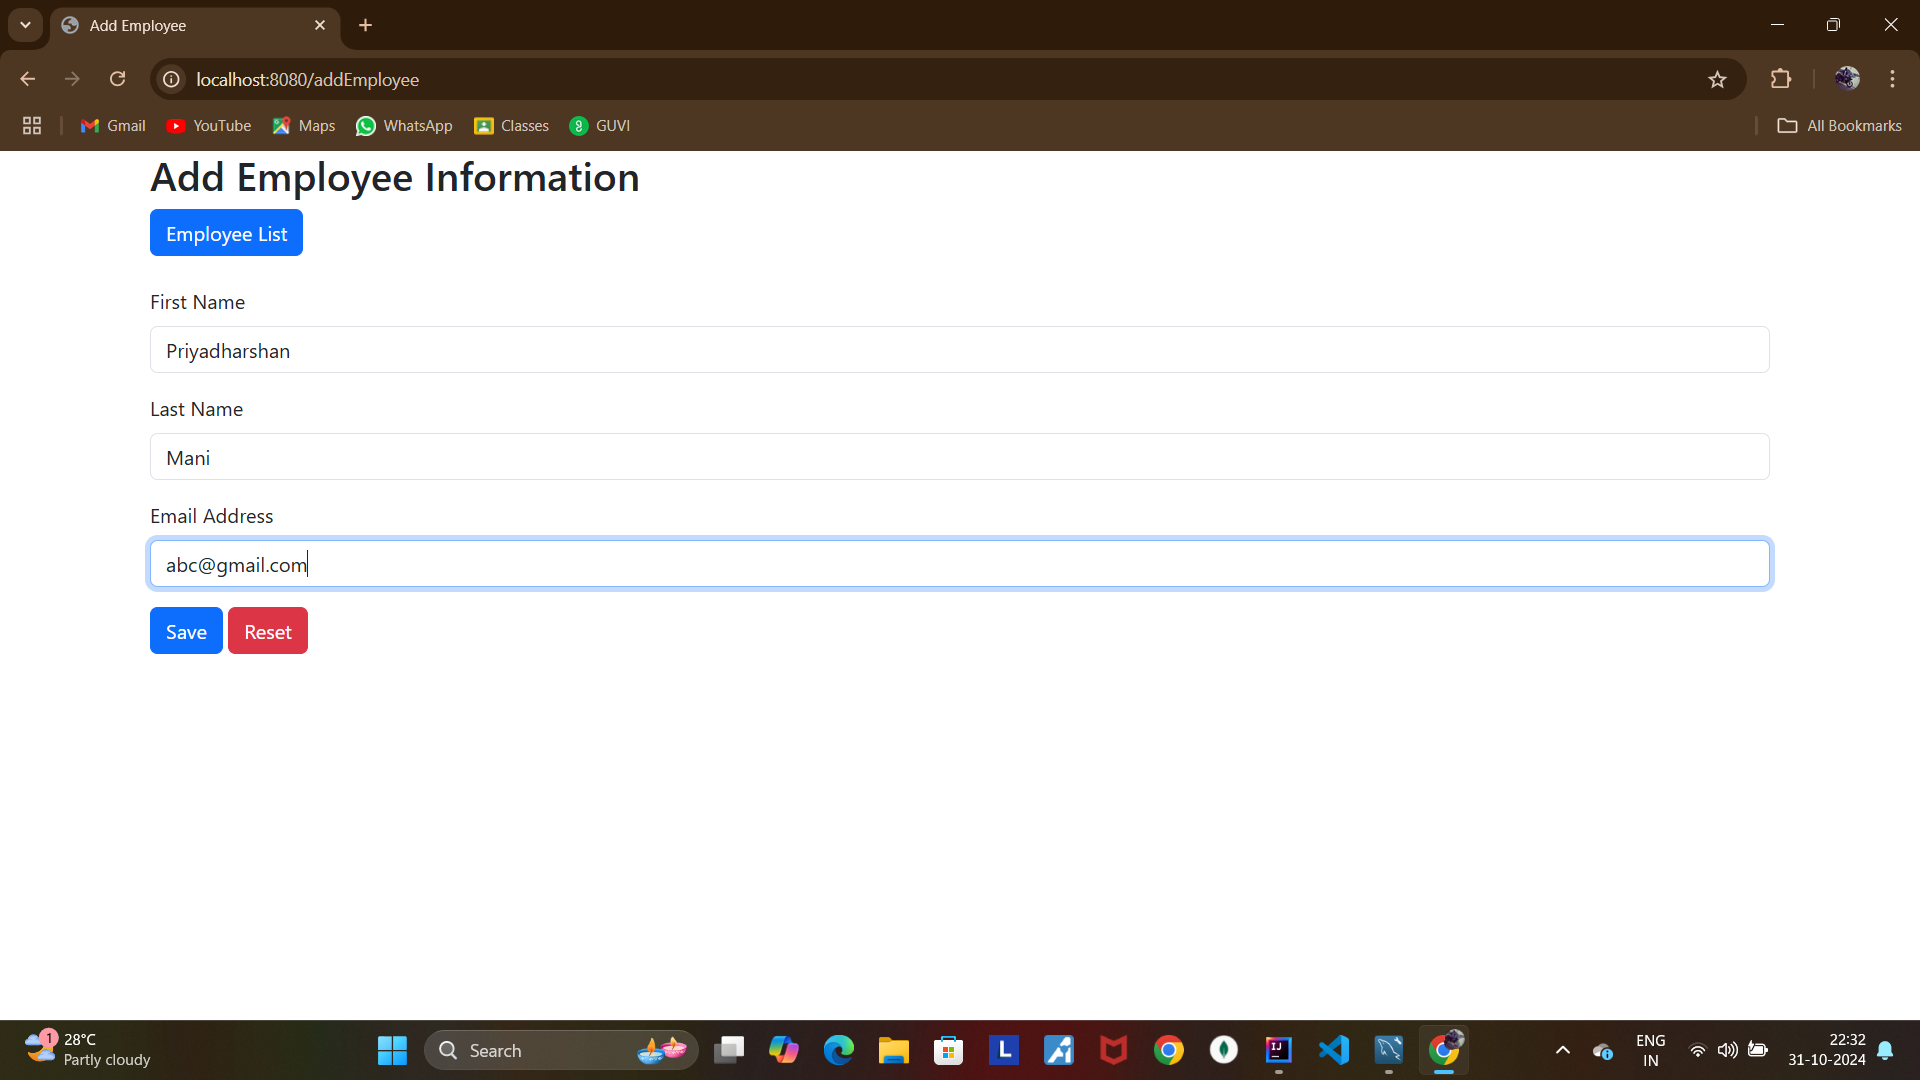 Add Employee
localhost:8080/addEmployee
Gmail YouTube Maps WhatsApp Classes GUVI All Bookmarks
Add Employee Information
Employee List
First Name
Priyadharshan
Last Name
Mani
Email Address
abc@gmail.com
Save Reset
1 28°C
Partly cloudy
Search
L
IJ
ENG
IN
22:32
31-10-2024